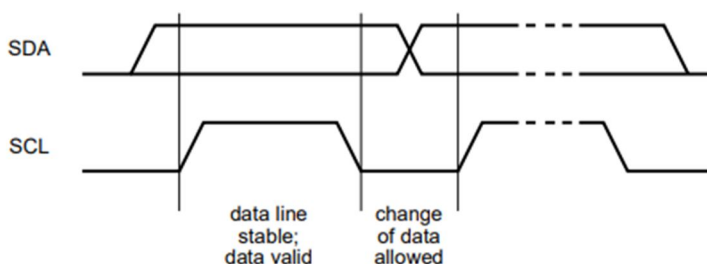 SDA
SCL
data line
stable;
data valid
change
of data
allowed